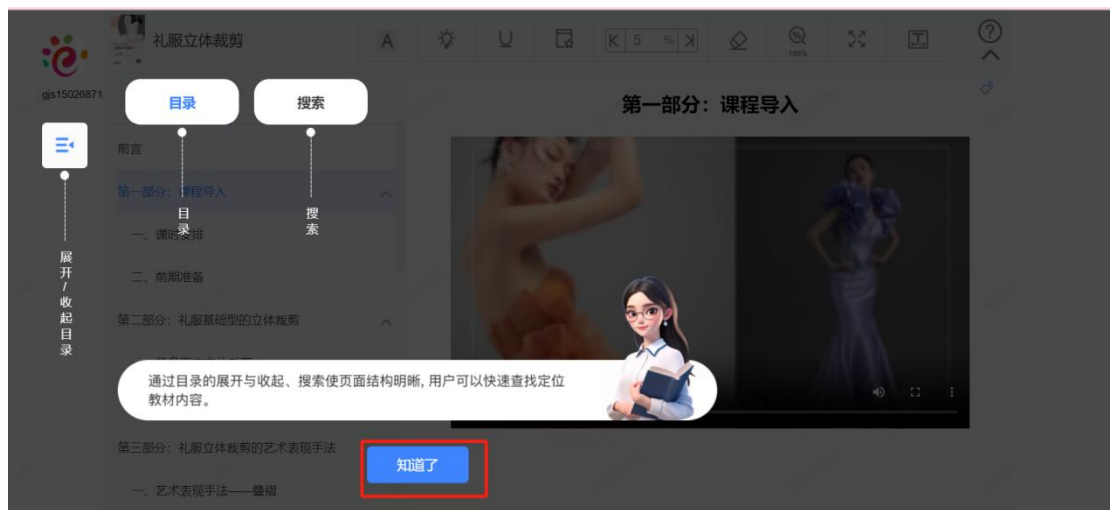 礼服立体裁剪
A
5 %
100%
T
?
gjs15026871
目录
搜索
第一部分：课程导入
前言
第一部分：课程导入
目录
搜索
一、课时安排
展开/收起目录
二、前期准备
第二部分：礼服基础型的立体裁剪
通过目录的展开与收起、搜索使页面结构明晰, 用户可以快速查找定位
教材内容。
第三部分：礼服立体裁剪的艺术表现手法
知道了
一、艺术表现手法——叠褶